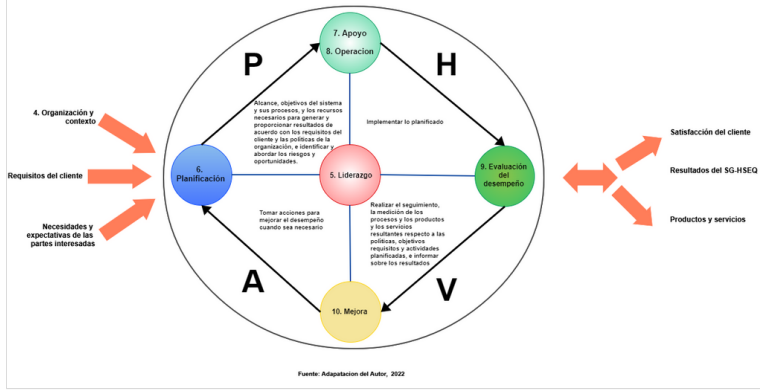 7. Apoyo
8. Operacion
P
H
Alcance, objetivos del sistema
y sus procesos, y los recursos
necesarios para generar y
proporcionar resultados de
acuerdo con los requisitos del
cliente y las politicas de la
organización, e identificar y
abordar los riesgos y
oportunidades.
Implementar lo planificado
4. Organización y
contexto
Requisitos del cliente
Necesidades y
expectativas de las
partes interesadas
6.
Planificación
5. Liderazgo
9. Evaluación
del
desempeño
Satisfacción del cliente
Resultados del SG-HSEQ
Productos y servicios
Tomar acciones para
mejorar el desempeño
cuando sea necesario
Realizar el seguimiento,
la medición de los
procesos y los productos
y los servicios
resultantes respecto a las
politicas, objetivos
requisitos y actividades
planificadas, e informar
sobre los resultados
A
V
10. Mejora
Fuente: Adapatacion del Autor, 2022